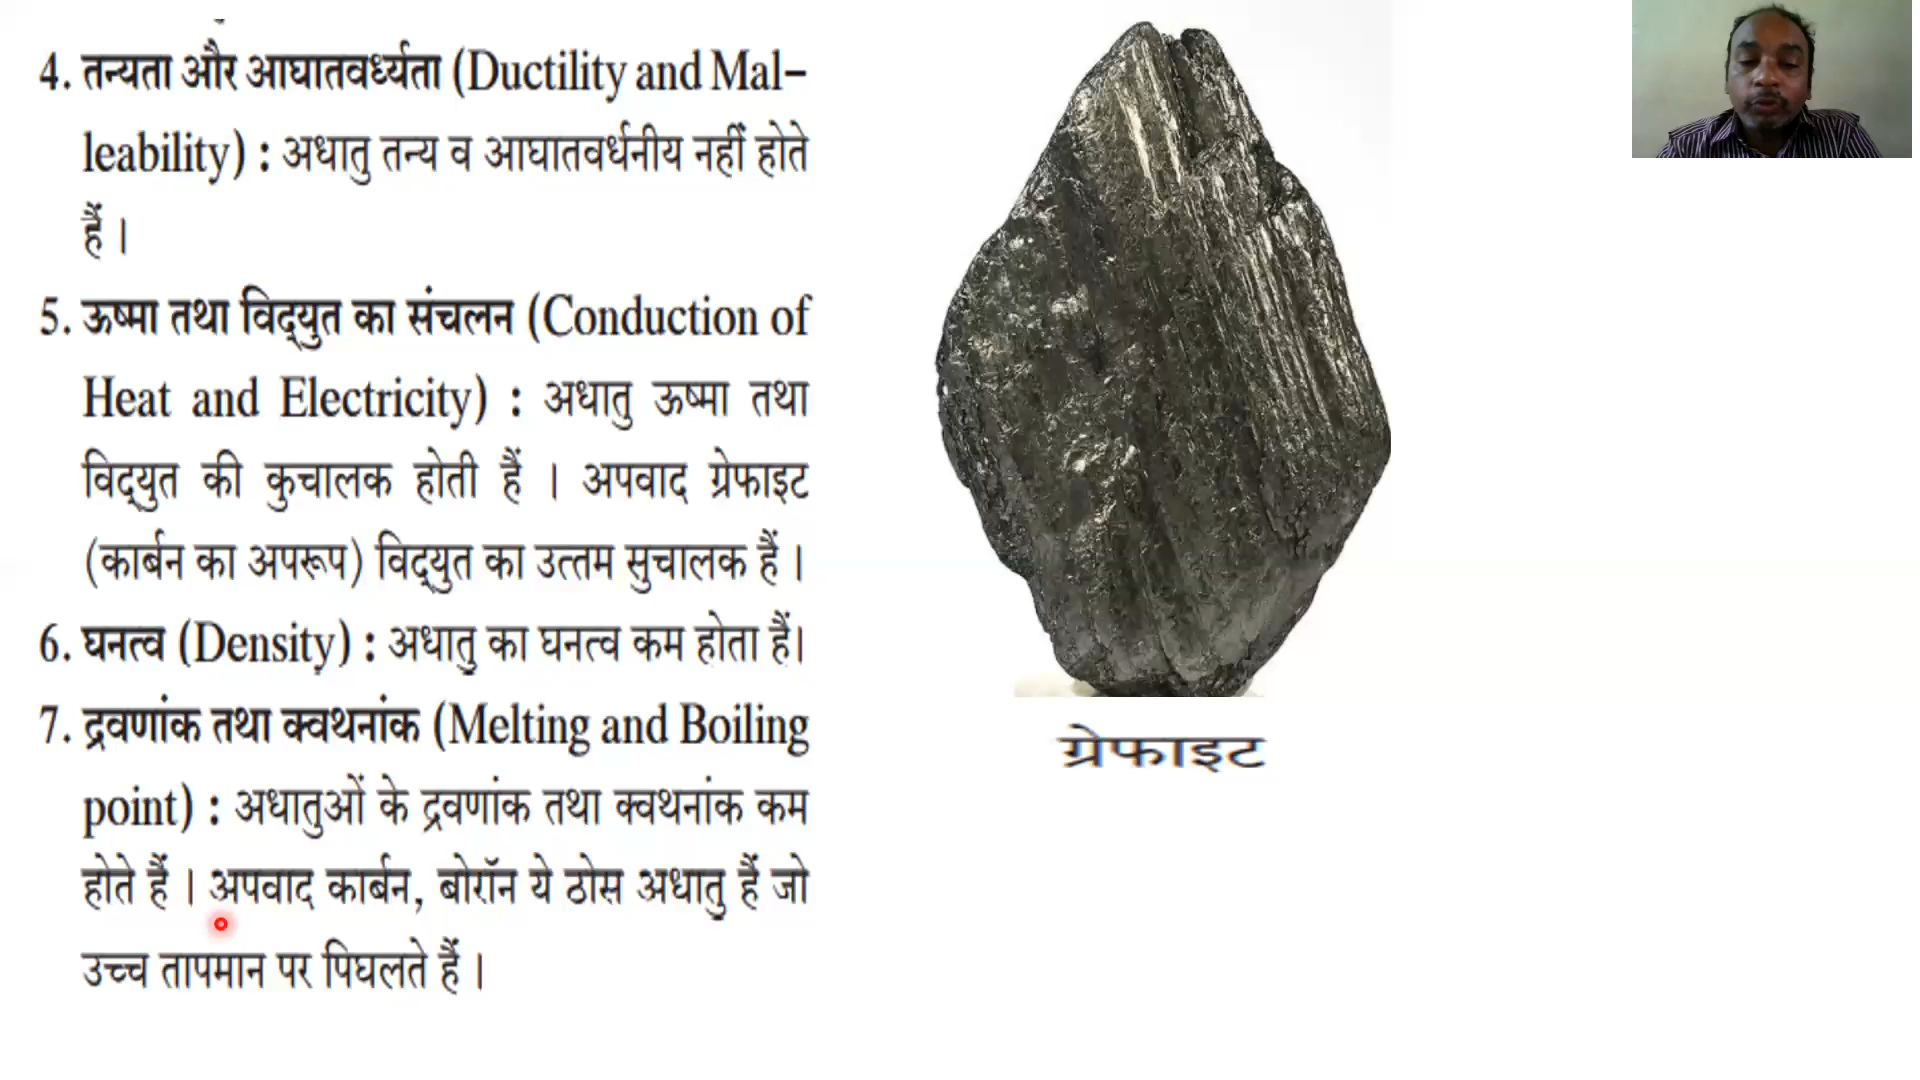 4. तन्यता और आघातवर्ध्यता (Ductility and Mal-
leability) : अधातु तन्य व आघातवर्धनीय नहीं होते
हैं ।
5. ऊष्मा तथा विद्‌युत का संचलन (Conduction of
Heat and Electricity) : अधातु ऊष्मा तथा
विद्‌युत की कुचालक होती हैं । अपवाद ग्रेफाइट
(कार्बन का अपरूप) विद्‌युत का उत्तम सुचालक हैं ।
6. घनत्व (Density) : अधातु का घनत्व कम होता हैं।
7. द्रवणांक तथा क्वथनांक (Melting and Boiling
point) : अधातुओं के द्रवणांक तथा क्वथनांक कम
होते हैं । अपवाद कार्बन, बोरॉन ये ठोस अधातु हैं जो
उच्च तापमान पर पिघलते हैं ।
ग्रेफाइट